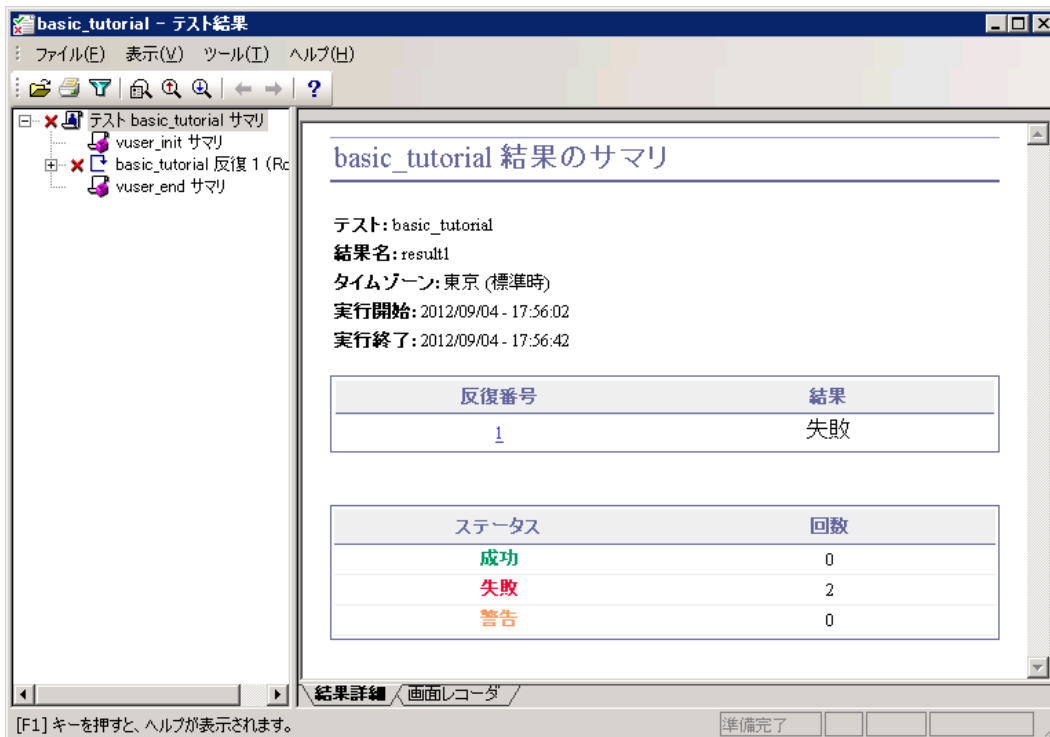 basic_tutorial - テスト結果
ファイル(F) 表示(V) ツール(T) ヘルプ(H)
テスト basic_tutorial サマリ
vuser_init サマリ
basic_tutorial 反復 1 (Ro
vuser_end サマリ
basic_tutorial 結果のサマリ
テスト: basic_tutorial
結果名: result1
タイムゾーン: 東京 (標準時)
実行開始: 2012/09/04 - 17:56:02
実行終了: 2012/09/04 - 17:56:42
反復番号 結果
1 失敗
ステータス 回数
成功 0
失敗 2
警告 0
結果詳細 画面レコーダ
[F1] キーを押すと、ヘルプが表示されます。 準備完了